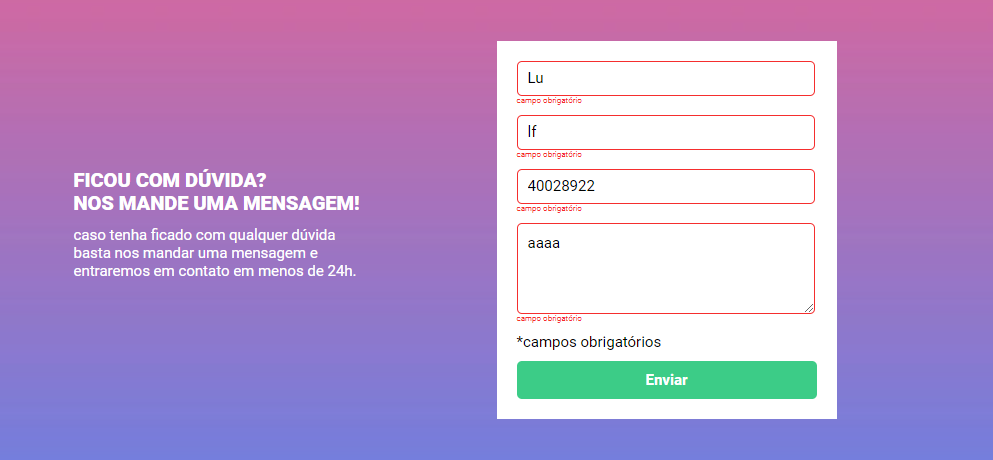 FICOU COM DÚVIDA?
NOS MANDE UMA MENSAGEM!
caso tenha ficado com qualquer dúvida
basta nos mandar uma mensagem e
entraremos em contato em menos de 24h.
Lu
campo obrigatório
lf
campo obrigatório
40028922
campo obrigatório
aaaa
campo obrigatório
*campos obrigatórios
Enviar